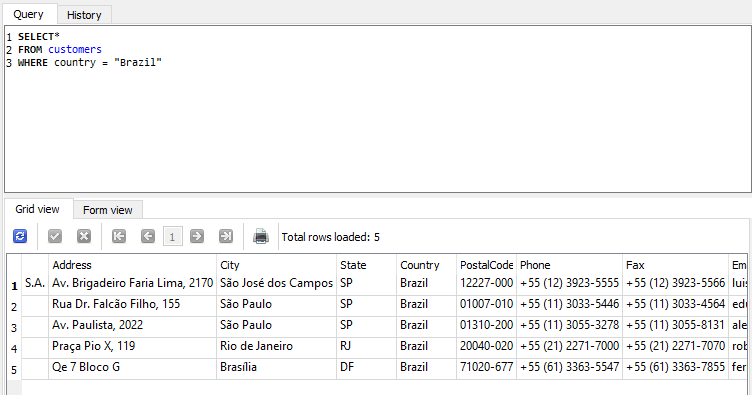 Query History
1 SELECT*
2 FROM customers
3 WHERE country = "Brazil"
Grid view Form view
1 Total rows loaded: 5
Address City State Country PostalCode Phone Fax Em
1 S.A. Av. Brigadeiro Faria Lima, 2170 São José dos Campos SP Brazil 12227-000 +55 (12) 3923-5555 +55 (12) 3923-5566 luis
2 Rua Dr. Falcão Filho, 155 São Paulo SP Brazil 01007-010 +55 (11) 3033-5446 +55 (11) 3033-4564 edu
3 Av. Paulista, 2022 São Paulo SP Brazil 01310-200 +55 (11) 3055-3278 +55 (11) 3055-8131 ale
4 Praça Pio X, 119 Rio de Janeiro RJ Brazil 20040-020 +55 (21) 2271-7000 +55 (21) 2271-7070 rob
5 Qe 7 Bloco G Brasília DF Brazil 71020-677 +55 (61) 3363-5547 +55 (61) 3363-7855 fer